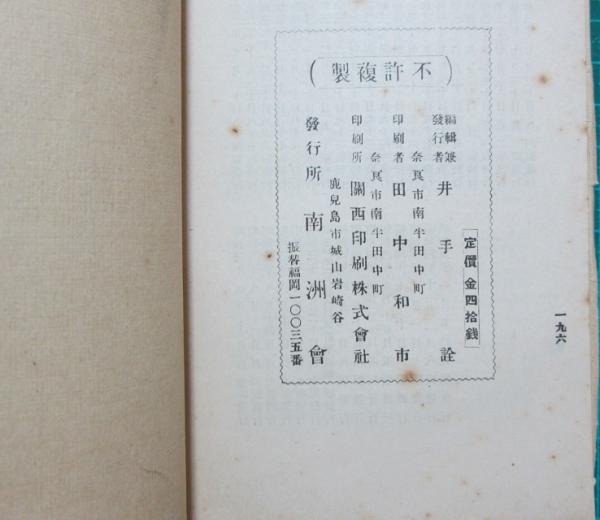 (不許複製)
定價金四拾錢
編輯兼
發行者 井手詮
奈良市南半田中町
印刷者 田中和市
奈良市南半田中町
印刷所 關西印刷株式會社
鹿兒島市城山岩崎谷
發行所 南洲會
振替福岡一〇〇三五番
一九六